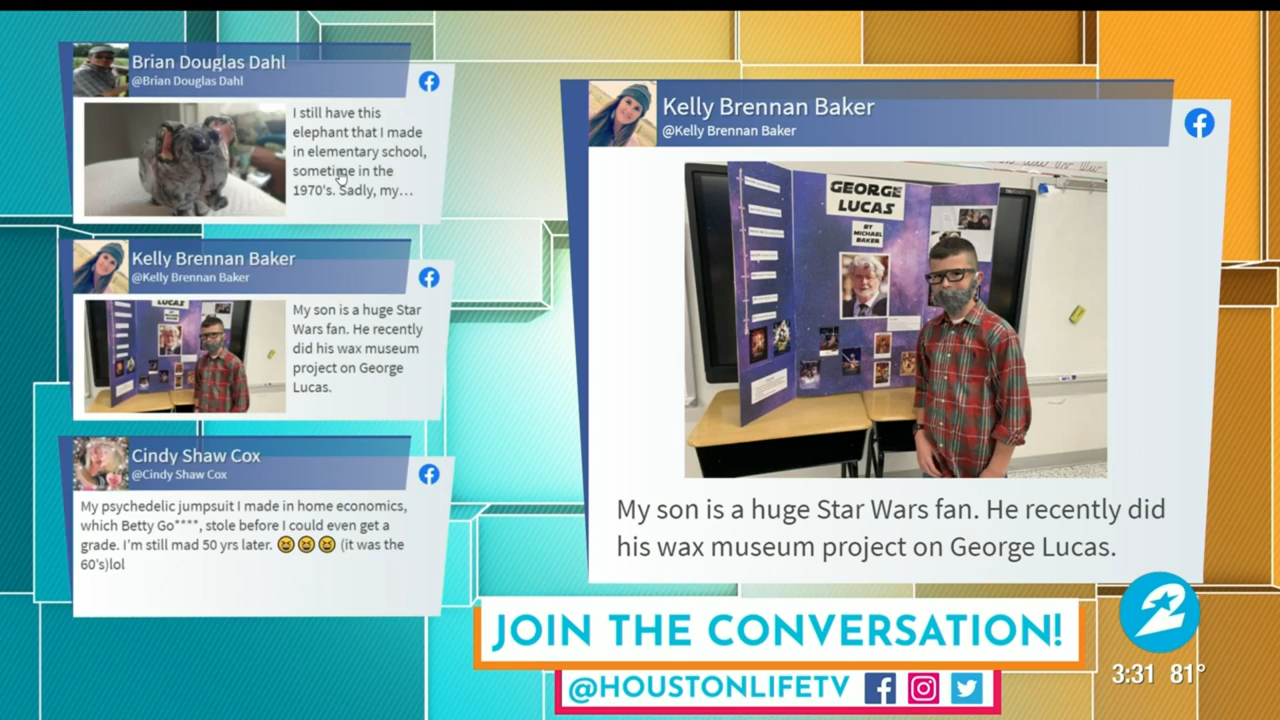 Brian Douglas Dahl
@Brian Douglas Dahl
I still have this
elephant that I made
in elementary school,
sometime in the
1970's. Sadly, my...
Kelly Brennan Baker
@Kelly Brennan Baker
LUCAS
My son is a huge Star
Wars fan. He recently
did his wax museum
project on George
Lucas.
Cindy Shaw Cox
@Cindy Shaw Cox
My psychedelic jumpsuit I made in home economics,
which Betty Go****, stole before I could even get a
grade. I'm still mad 50 yrs later. 😆😆😆 (it was the
60's)lol
Kelly Brennan Baker
@Kelly Brennan Baker
GEORGE
LUCAS
BY
MICHAEL
BAKER
My son is a huge Star Wars fan. He recently did
his wax museum project on George Lucas.
JOIN THE CONVERSATION!
@HOUSTONLIFETV
2
3:31 81°